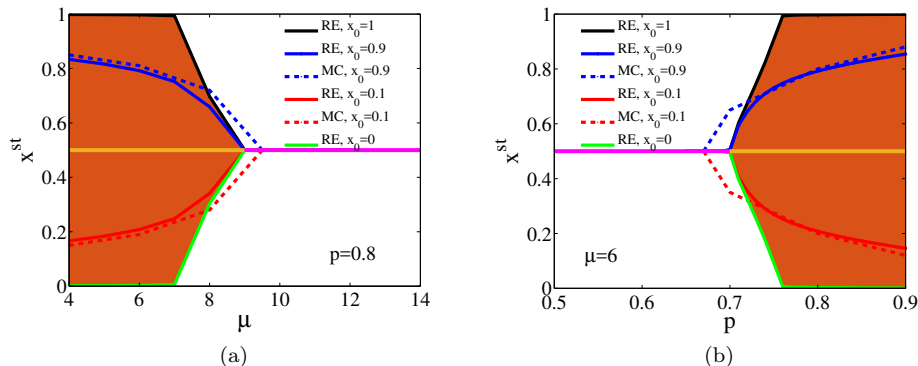 1
0.8
0.6
0.4
0.2
0
x^st
RE, x_0=1
RE, x_0=0.9
MC, x_0=0.9
RE, x_0=0.1
MC, x_0=0.1
RE, x_0=0
p=0.8
4 6 8 10 12 14
μ
(a)
1
0.8
0.6
0.4
0.2
0
x^st
RE, x_0=1
RE, x_0=0.9
MC, x_0=0.9
RE, x_0=0.1
MC, x_0=0.1
RE, x_0=0
μ=6
0.5 0.6 0.7 0.8 0.9
p
(b)